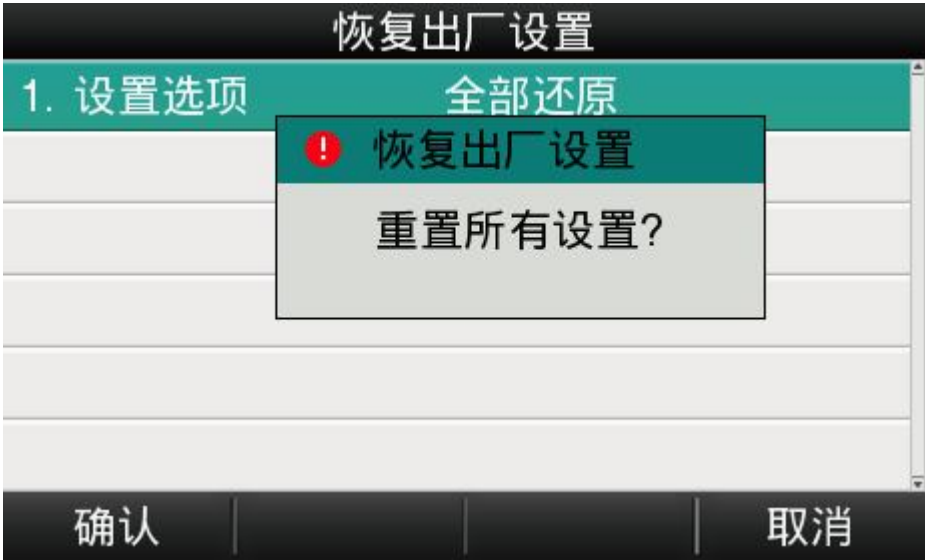 恢复出厂设置
1. 设置选项 全部还原
恢复出厂设置
重置所有设置?
确认 取消